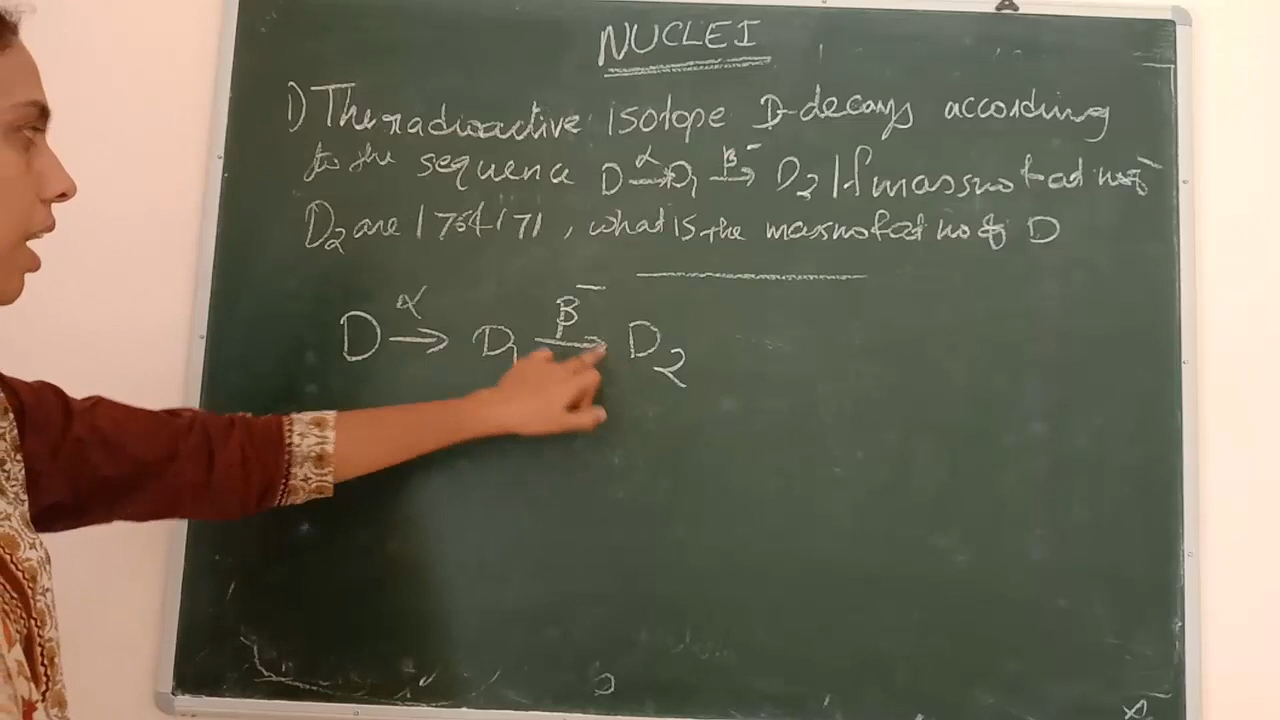 NUCLEI
1) The radioactive isotope D decays according
to the sequence D α→ D1 β-→ D2 If mass no & at no of
D2 are 176 & 171, what is the mass no & at no of D
D α→ D1 β-→ D2